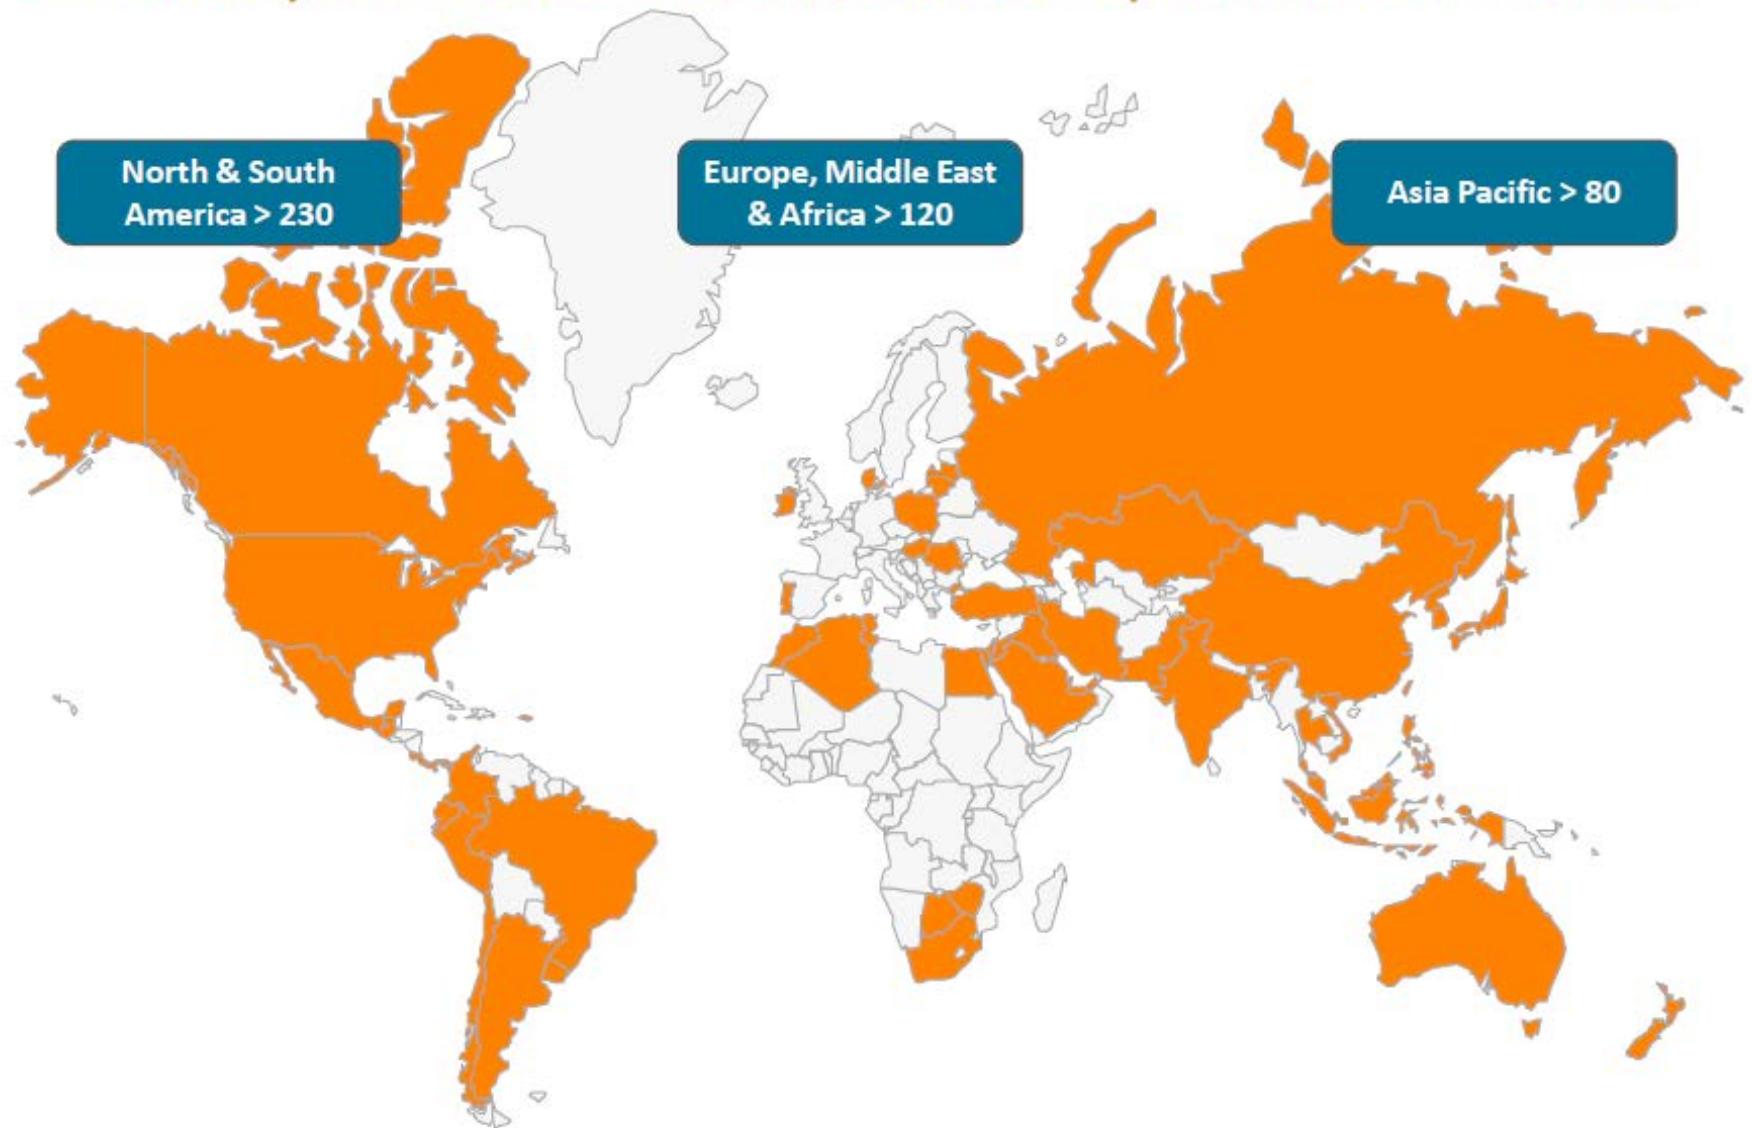 North & South
America > 230
Europe, Middle East
& Africa > 120
Asia Pacific > 80